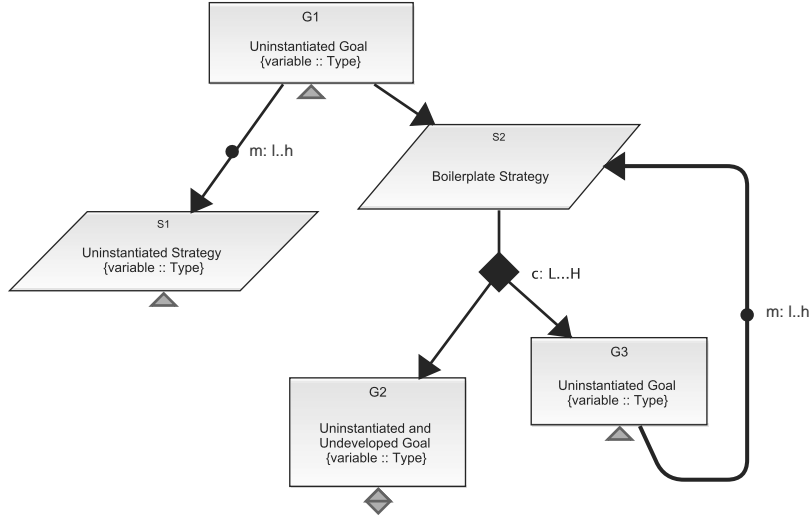 G1
Uninstantiated Goal
{variable :: Type}
m: l..h
S2
Boilerplate Strategy
S1
Uninstantiated Strategy
{variable :: Type}
c: L...H
m: l..h
G3
Uninstantiated Goal
{variable :: Type}
G2
Uninstantiated and
Undeveloped Goal
{variable :: Type}